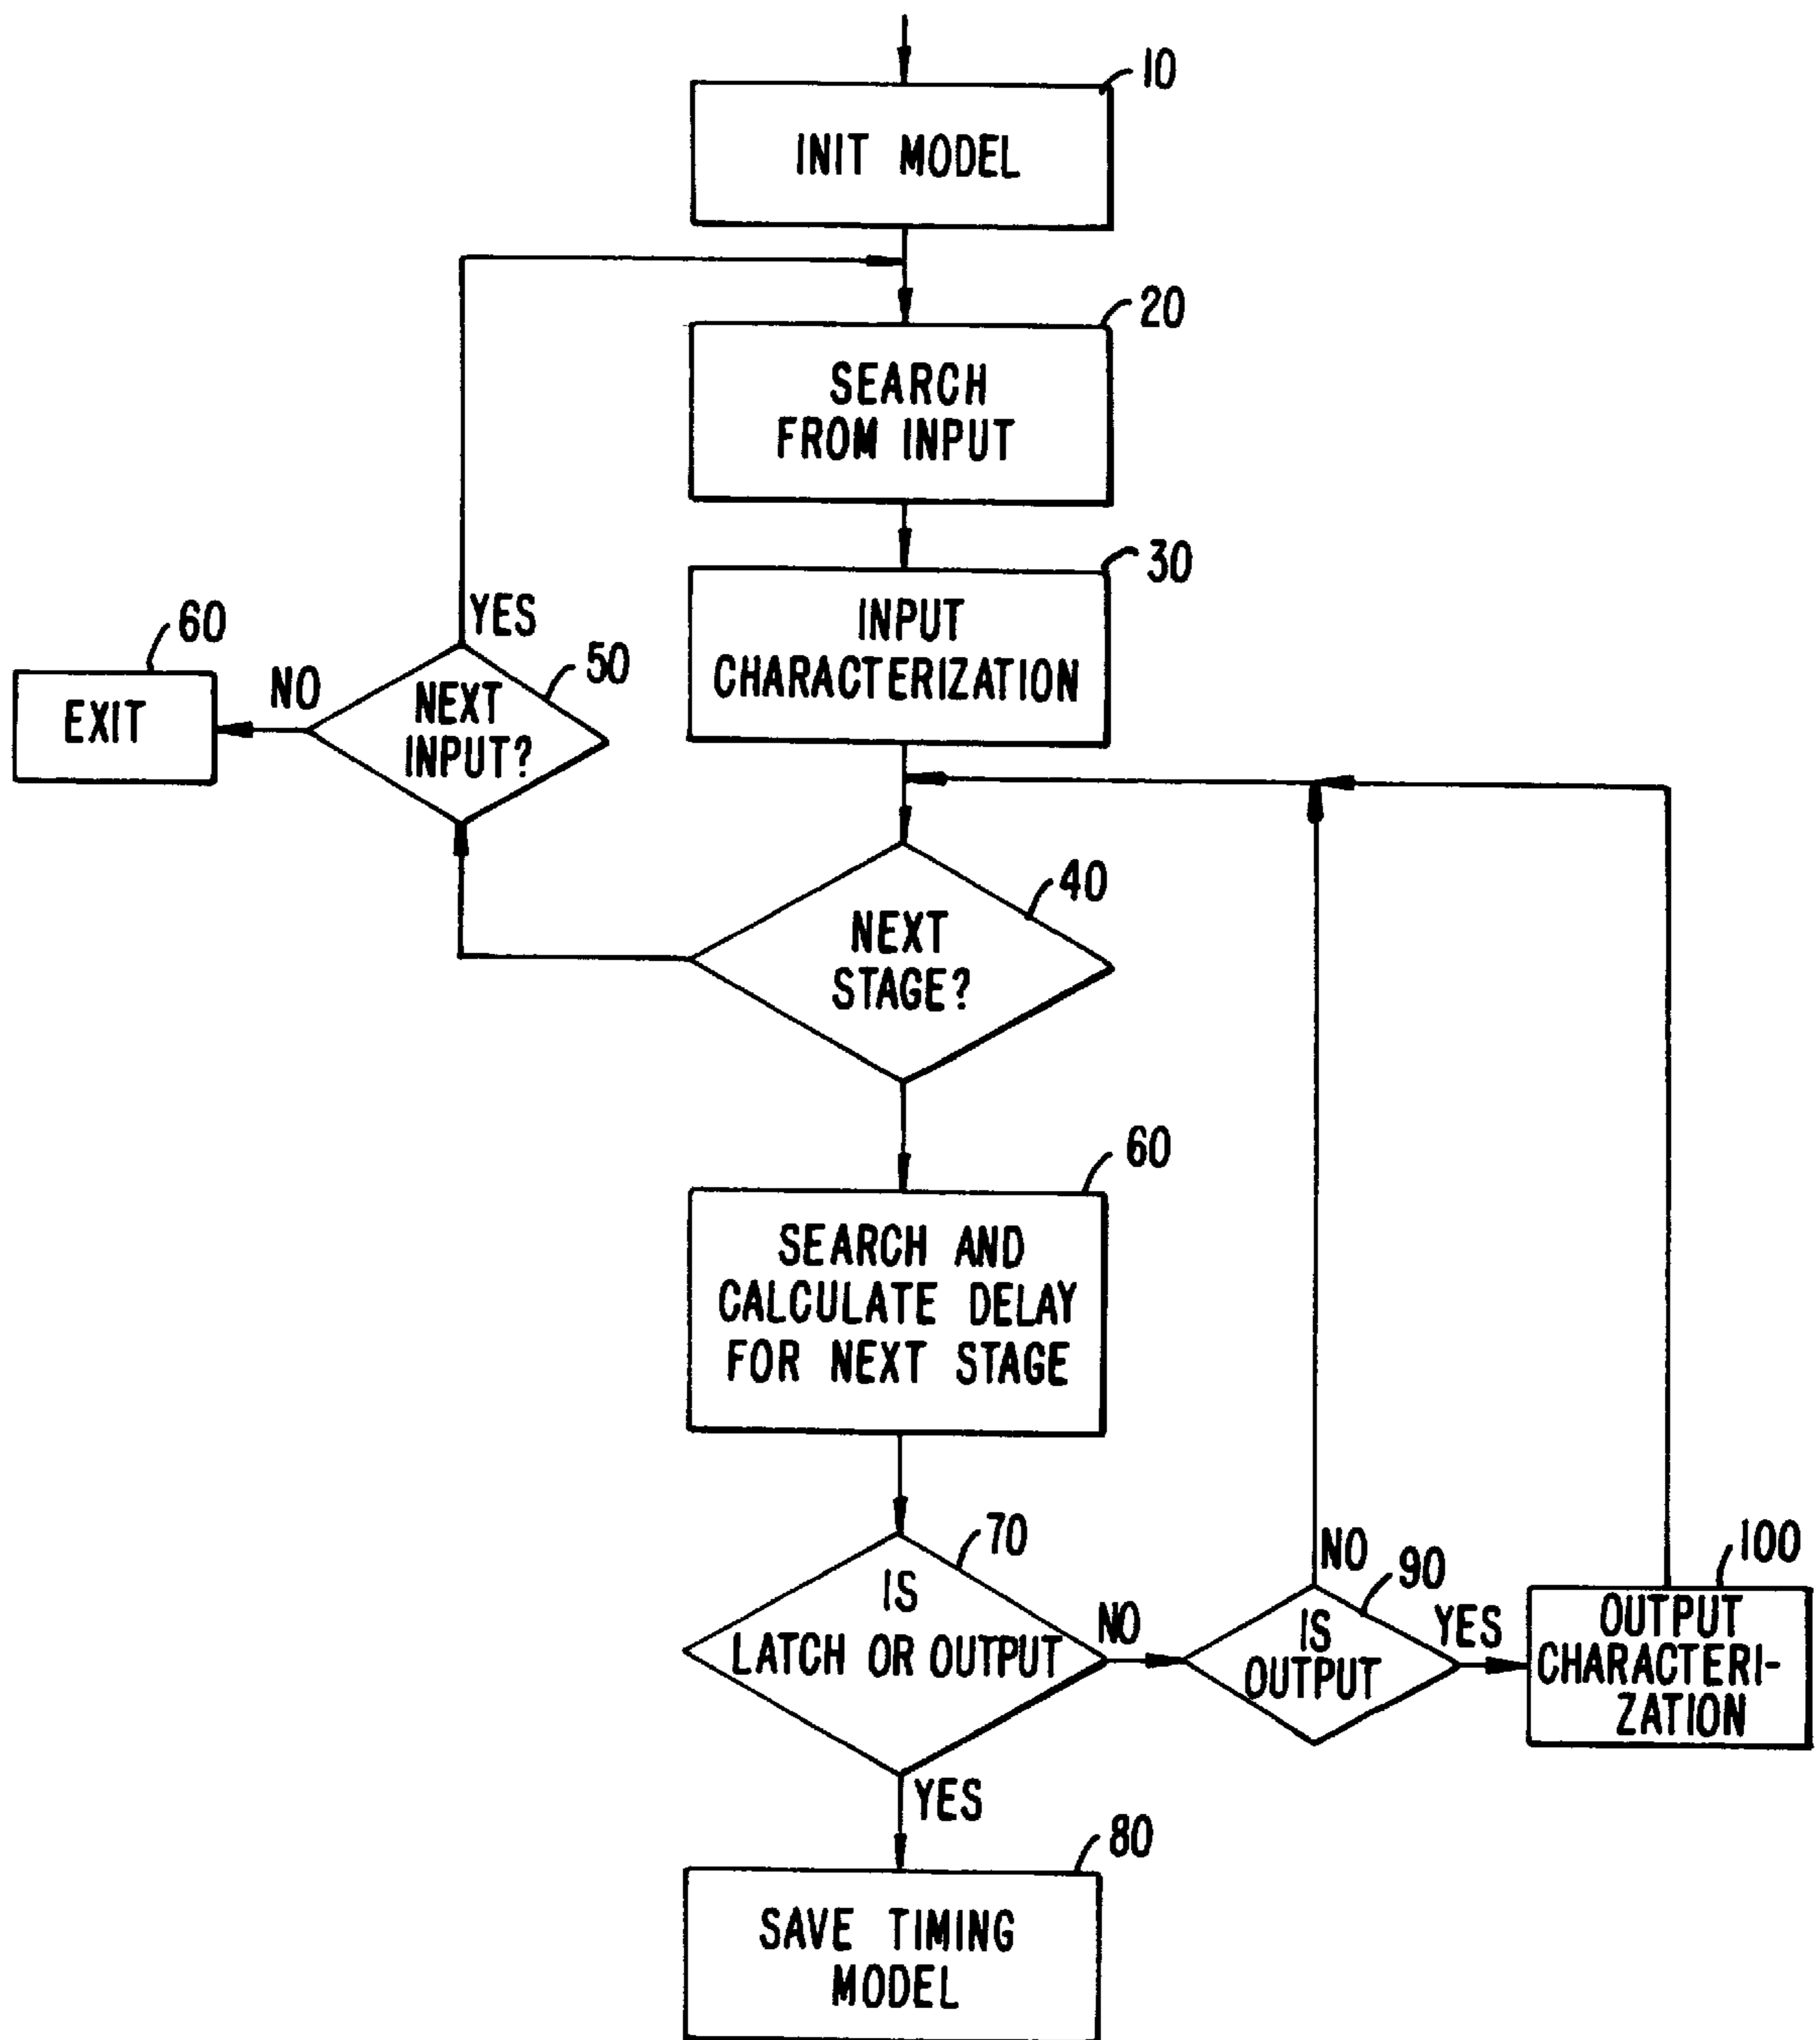 10
INIT MODEL
20
SEARCH
FROM INPUT
30
INPUT
CHARACTERIZATION
60
EXIT
NO
YES
50
NEXT
INPUT?
40
NEXT
STAGE?
60
SEARCH AND
CALCULATE DELAY
FOR NEXT STAGE
70
IS
LATCH OR OUTPUT
NO
YES
90
IS
OUTPUT
NO
YES
100
OUTPUT
CHARACTERI-
ZATION
80
SAVE TIMING
MODEL